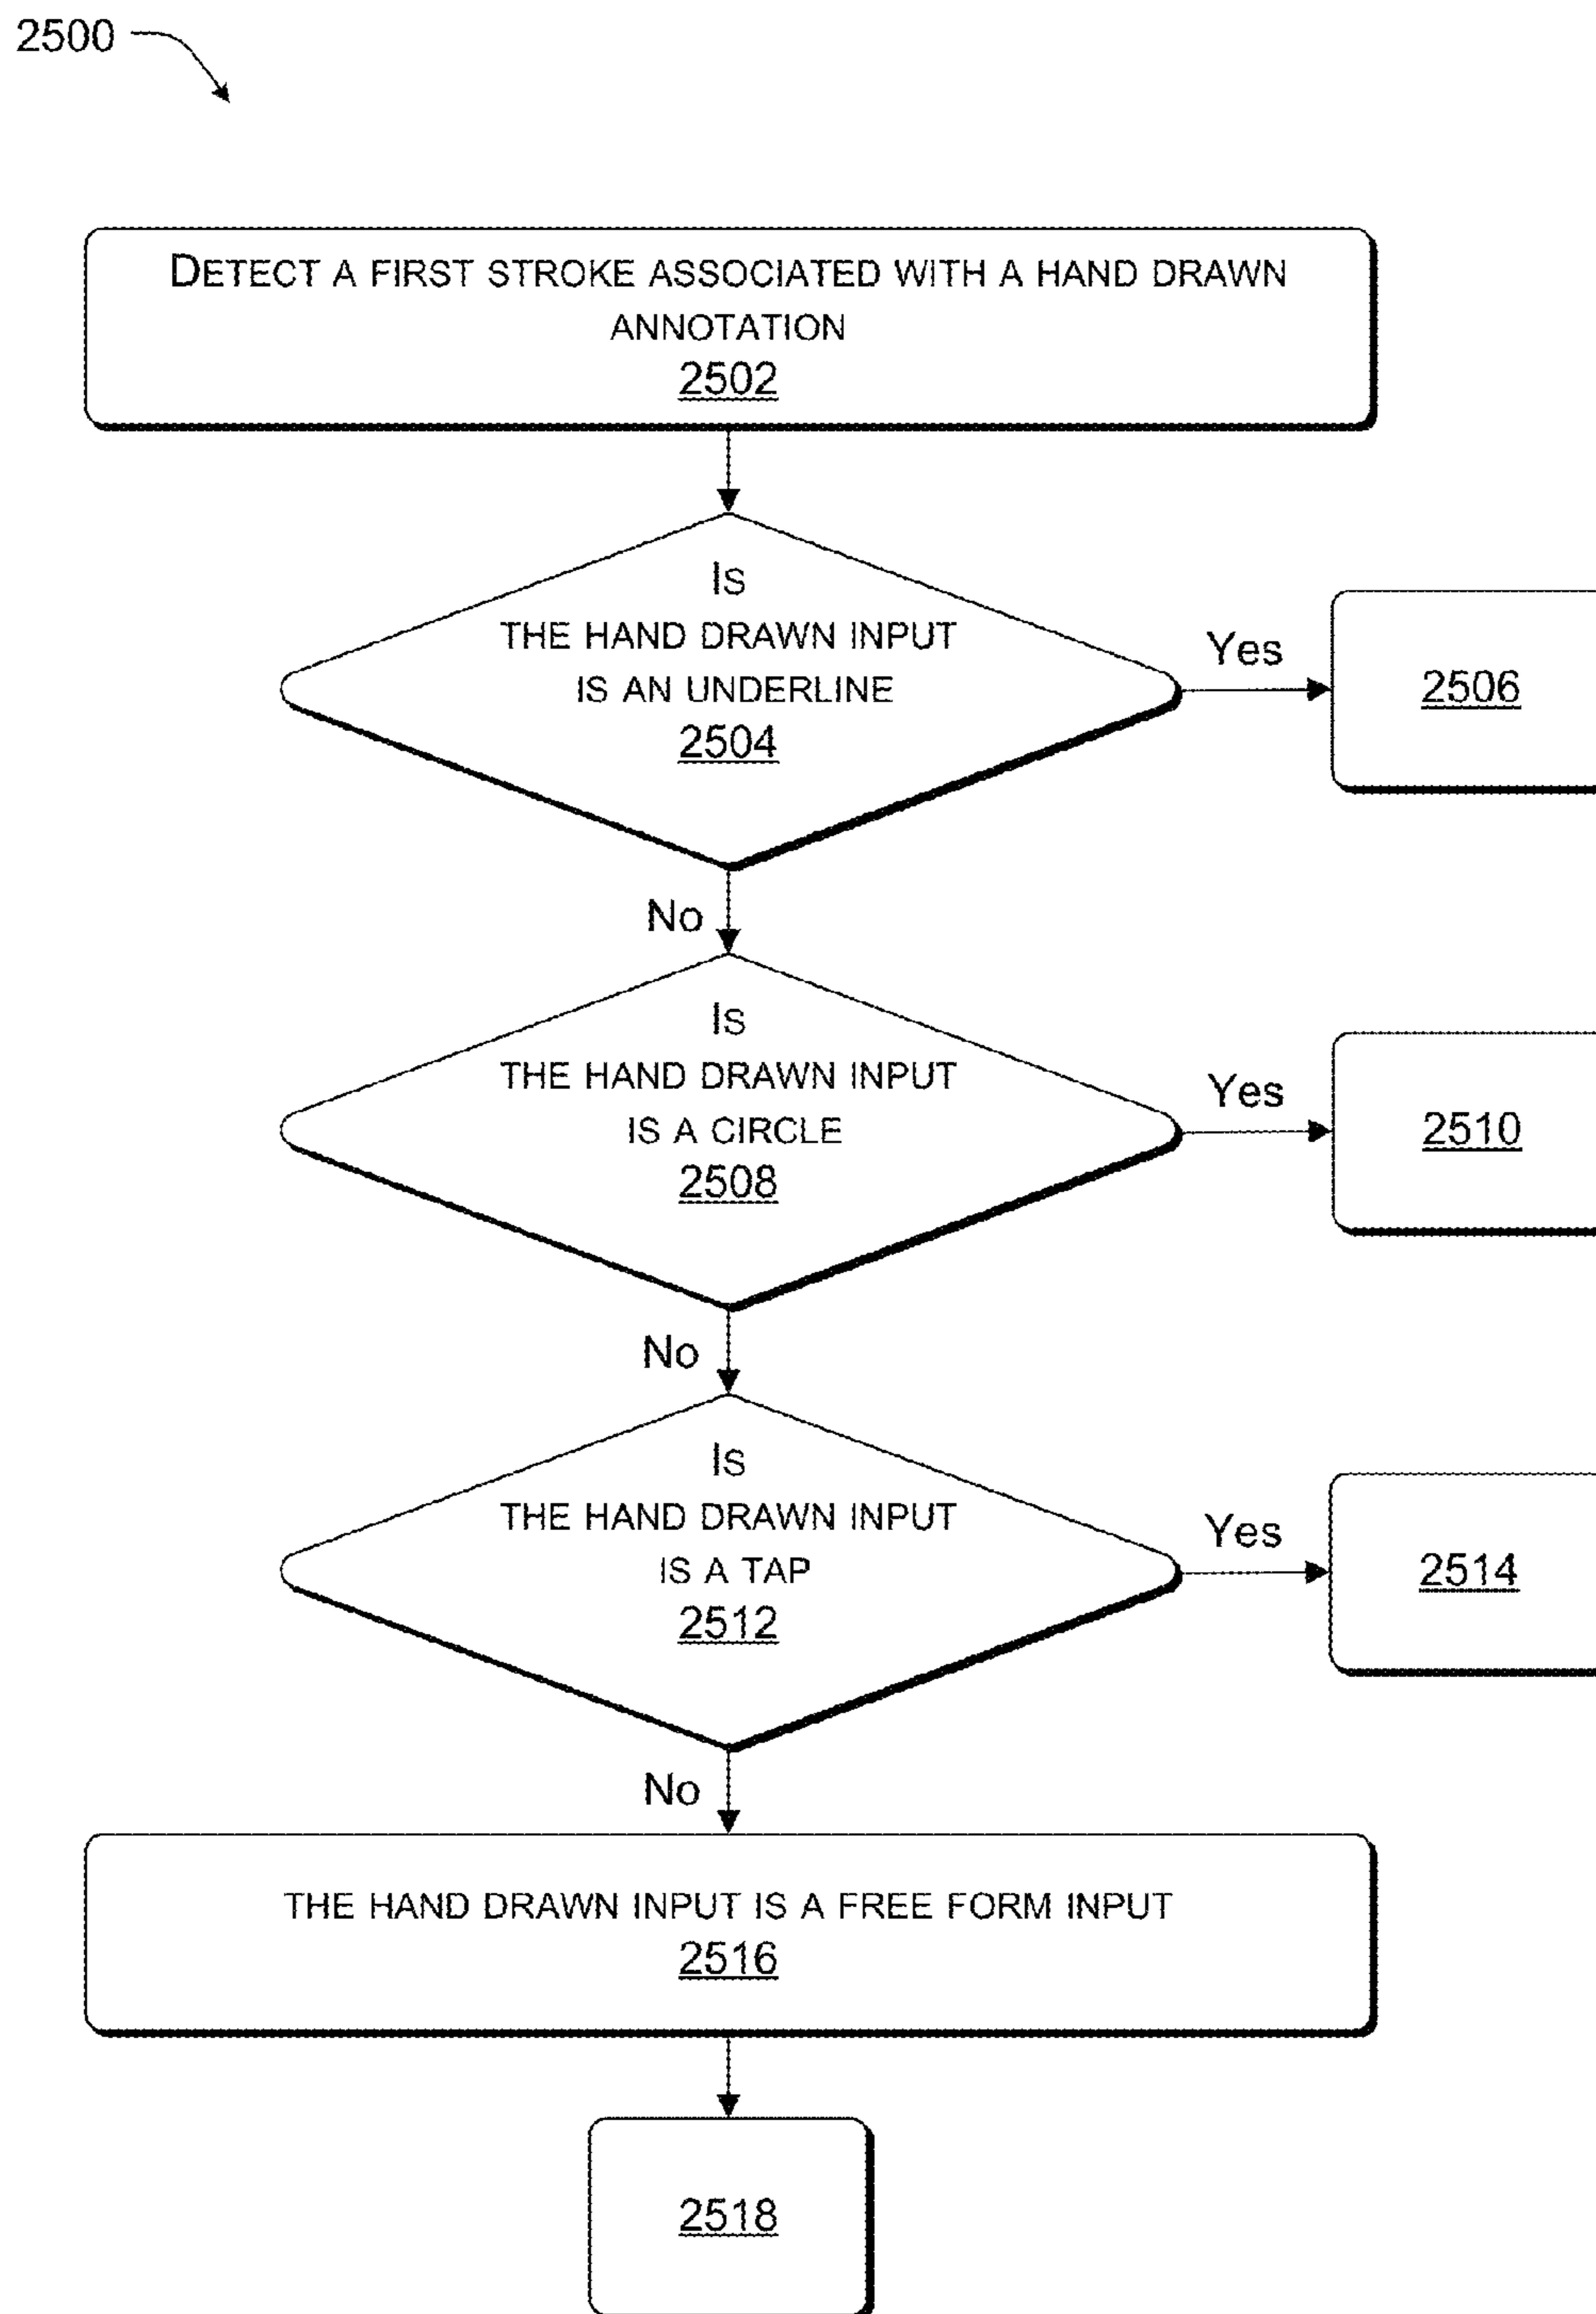 2500
DETECT A FIRST STROKE ASSOCIATED WITH A HAND DRAWN
ANNOTATION
2502
IS
THE HAND DRAWN INPUT
IS AN UNDERLINE
2504
Yes
2506
No
IS
THE HAND DRAWN INPUT
IS A CIRCLE
2508
Yes
2510
No
IS
THE HAND DRAWN INPUT
IS A TAP
2512
Yes
2514
No
THE HAND DRAWN INPUT IS A FREE FORM INPUT
2516
2518